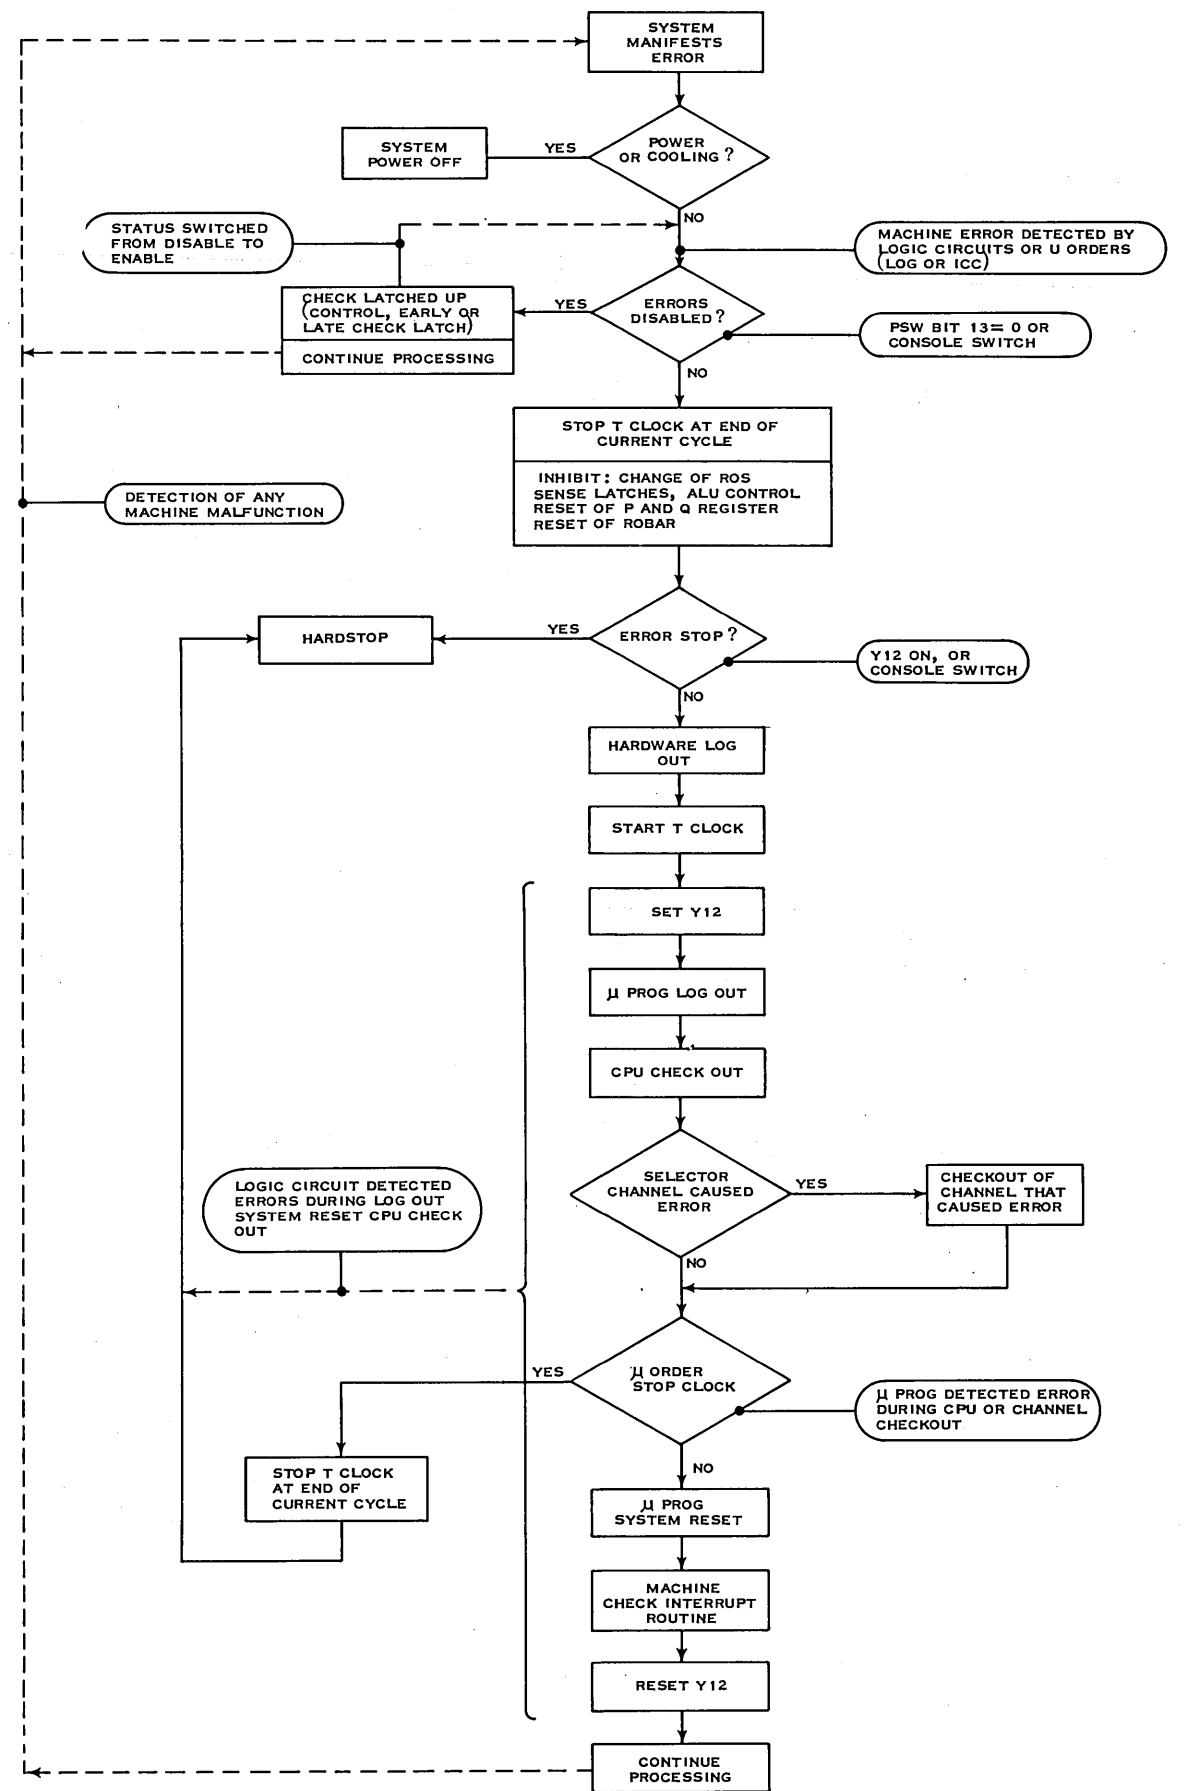 SYSTEM
MANIFESTS
ERROR
POWER
OR COOLING?
YES
SYSTEM
POWER OFF
NO
STATUS SWITCHED
FROM DISABLE TO
ENABLE
MACHINE ERROR DETECTED BY
LOGIC CIRCUITS OR U ORDERS
(LOG OR ICC)
ERRORS
DISABLED?
YES
CHECK LATCHED UP
(CONTROL, EARLY OR
LATE CHECK LATCH)
CONTINUE PROCESSING
PSW BIT 13= 0 OR
CONSOLE SWITCH
NO
STOP T CLOCK AT END OF
CURRENT CYCLE
INHIBIT: CHANGE OF ROS
SENSE LATCHES, ALU CONTROL
RESET OF P AND Q REGISTER
RESET OF ROBAR
DETECTION OF ANY
MACHINE MALFUNCTION
ERROR STOP?
YES
HARDSTOP
Y12 ON, OR
CONSOLE SWITCH
NO
HARDWARE LOG
OUT
START T CLOCK
SET Y12
µ PROG LOG OUT
CPU CHECK OUT
SELECTOR
CHANNEL CAUSED
ERROR
YES
CHECKOUT OF
CHANNEL THAT
CAUSED ERROR
LOGIC CIRCUIT DETECTED
ERRORS DURING LOG OUT
SYSTEM RESET CPU CHECK
OUT
NO
µ ORDER
STOP CLOCK
YES
µ PROG DETECTED ERROR
DURING CPU OR CHANNEL
CHECKOUT
STOP T CLOCK
AT END OF
CURRENT CYCLE
NO
µ PROG
SYSTEM RESET
MACHINE
CHECK INTERRUPT
ROUTINE
RESET Y12
CONTINUE
PROCESSING